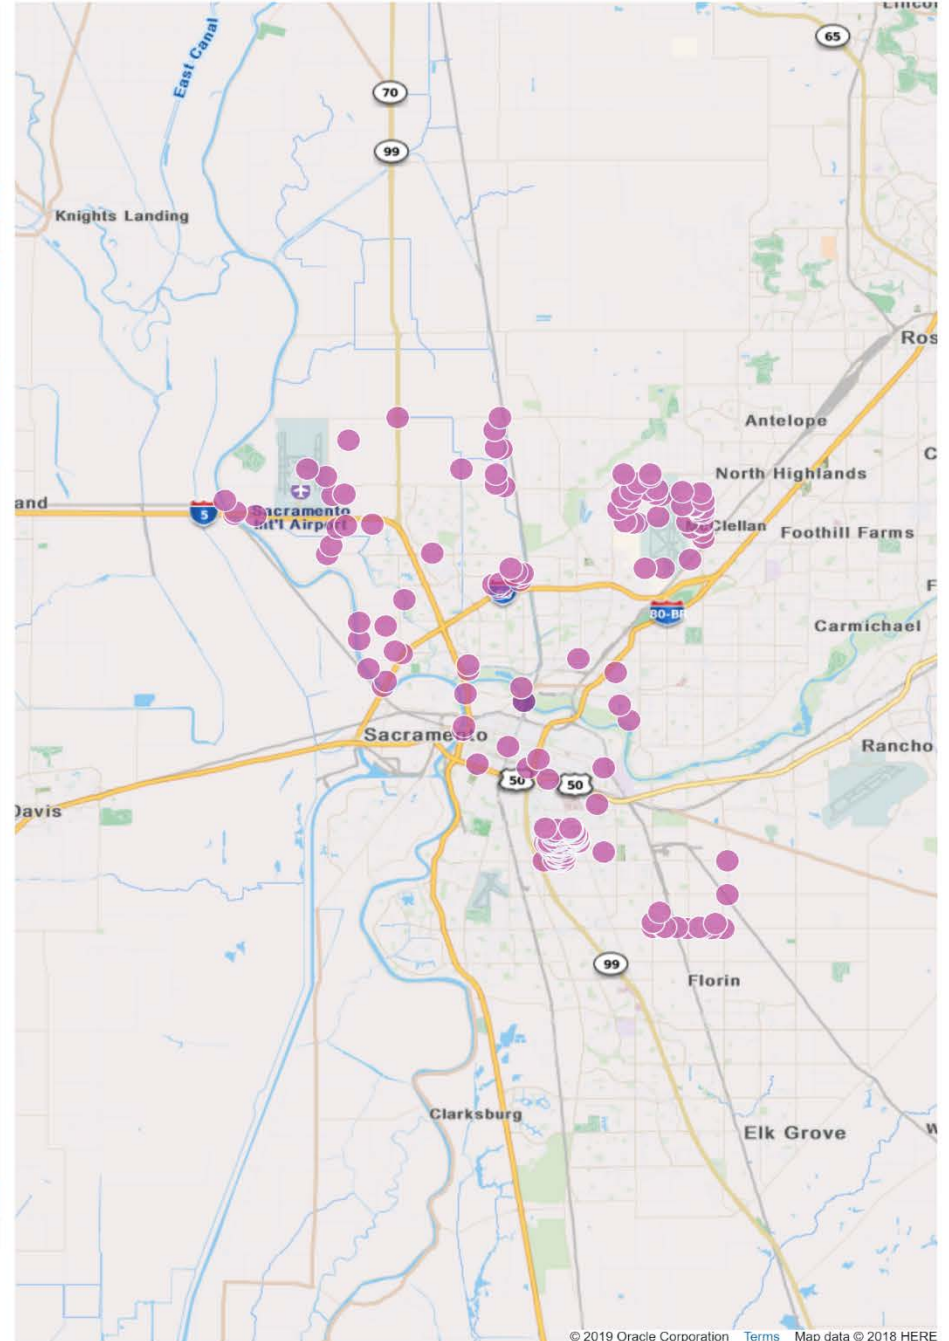 65
East Canal
70
99
Knights Landing
Antelope
North Highlands
5
Sacramento
Int'l Airport
Foothill Farms
80-BR
Carmichael
Sacramento
Rancho
50
50
Davis
99
Florin
Clarksburg
Elk Grove
© 2019 Oracle Corporation Terms Map data © 2018 HERE